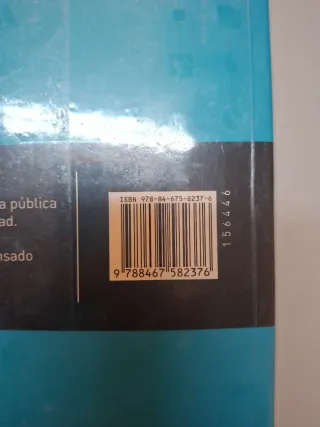 a pública
ad.
nsado
ISBN 978-84-675-8237-6
9 788467 582376
156446